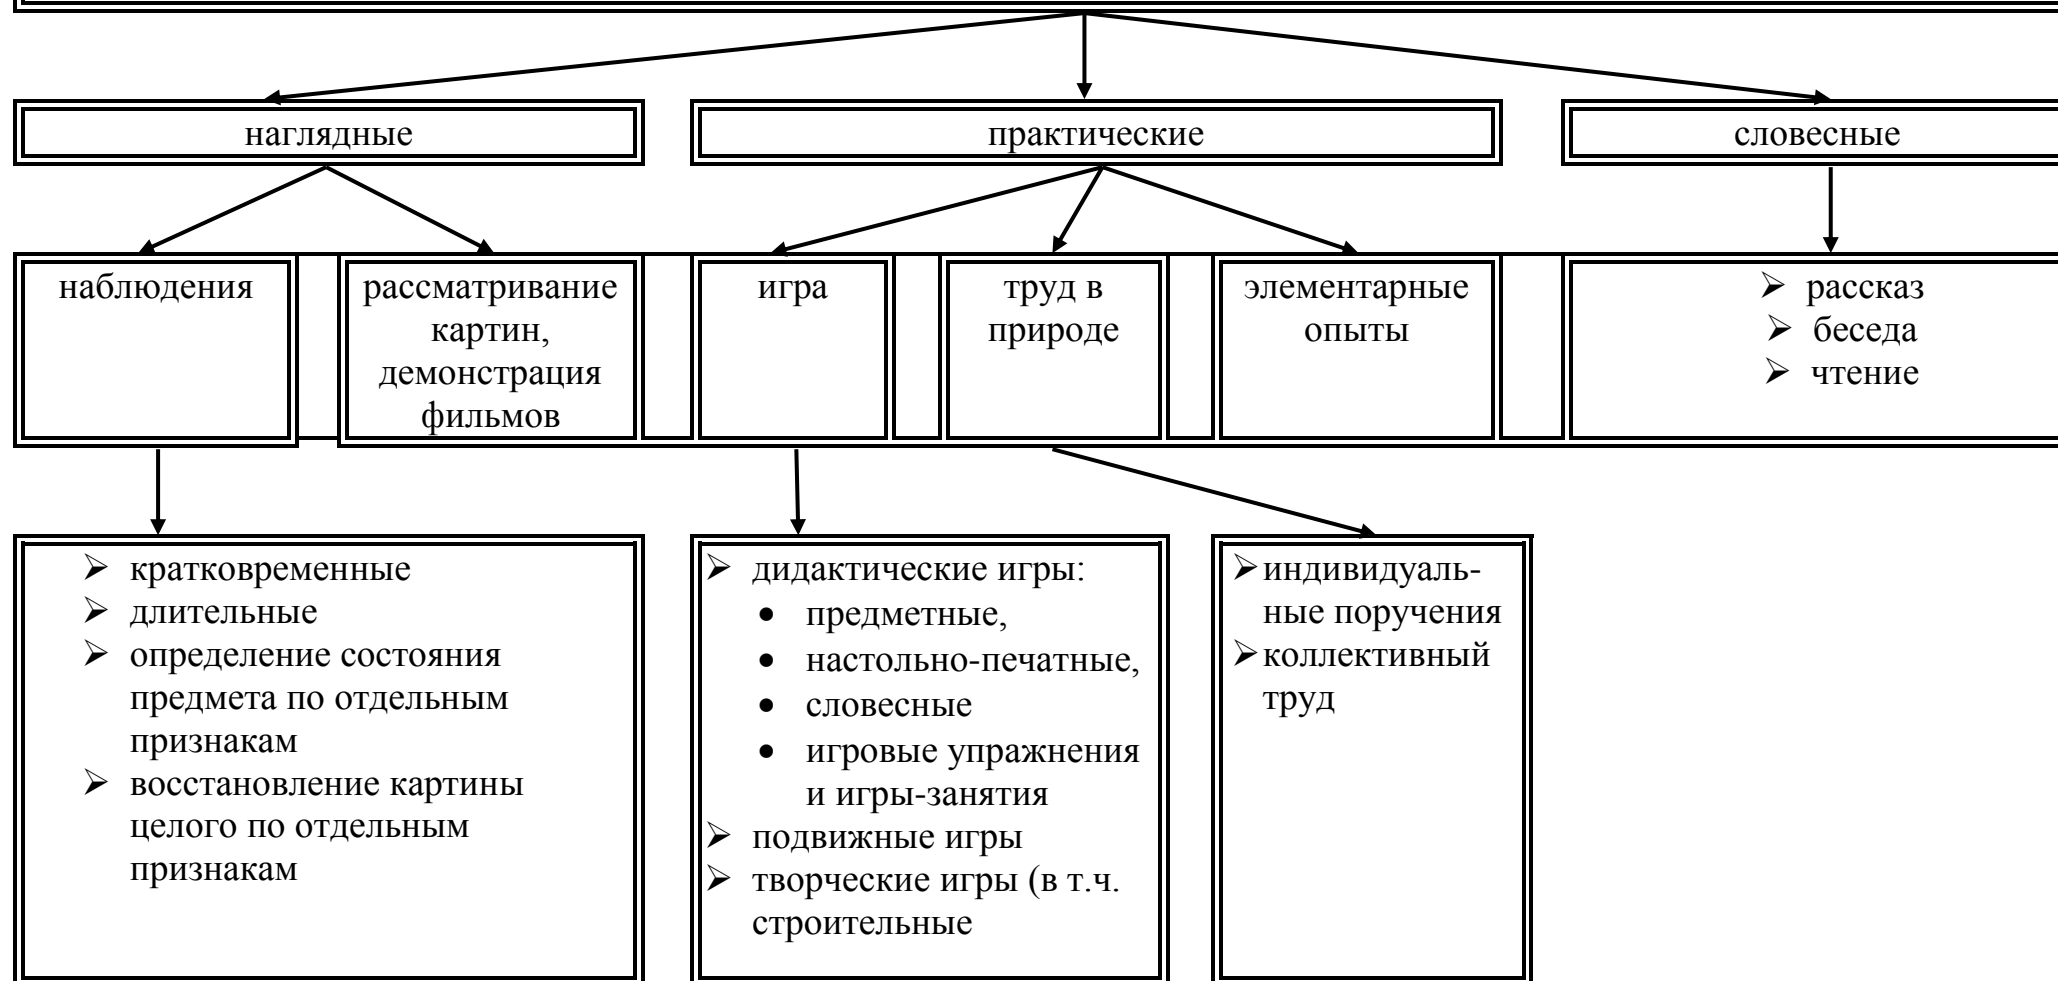 наглядные
практические
словесные
наблюдения
рассматривание
картин,
демонстрация
фильмов
игра
труд в
природе
элементарные
опыты
➢ рассказ
➢ беседа
➢ чтение
➢ кратковременные
➢ длительные
➢ определение состояния
предмета по отдельным
признакам
➢ восстановление картины
целого по отдельным
признакам
➢ дидактические игры:
• предметные,
• настольно-печатные,
• словесные
• игровые упражнения
и игры-занятия
➢ подвижные игры
➢ творческие игры (в т.ч.
строительные
➢ индивидуаль-
ные поручения
➢ коллективный
труд